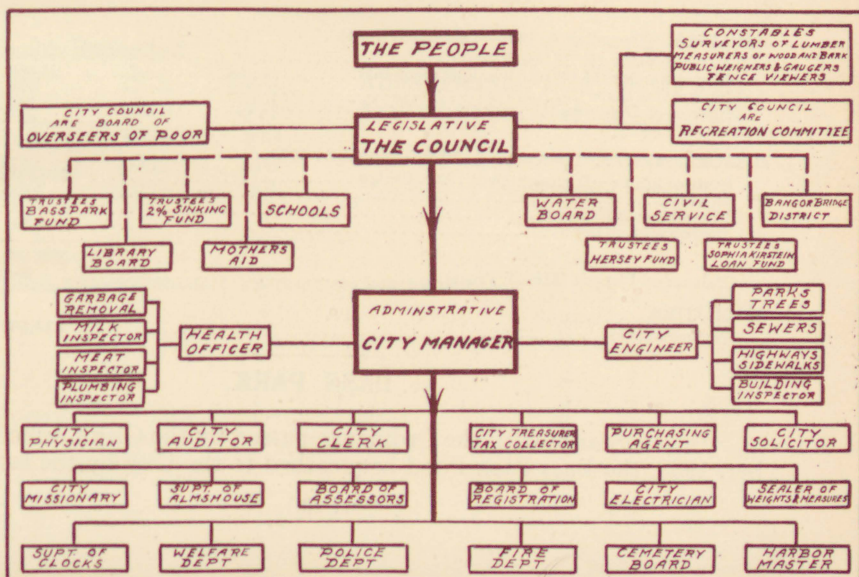 THE PEOPLE
CONSTABLES
SURVEYORS OF LUMBER
MEASURERS OF WOOD AND BARK
PUBLIC WEIGHERS & GAUGERS
FENCE VIEWERS
CITY COUNCIL
ARE BOARD OF
OVERSEERS OF POOR
LEGISLATIVE
THE COUNCIL
CITY COUNCIL
ARE
RECREATION COMMITTEE
TRUSTEES
BASS PARK
FUND
TRUSTEES
2% SINKING
FUND
SCHOOLS
WATER
BOARD
CIVIL
SERVICE
BANGOR BRIDGE
DISTRICT
LIBRARY
BOARD
MOTHERS
AID
TRUSTEES
HERSEY FUND
TRUSTEES
SOPHIA KIRSTEIN
LOAN FUND
GARBAGE
REMOVAL
MILK
INSPECTOR
MEAT
INSPECTOR
PLUMBING
INSPECTOR
HEALTH
OFFICER
ADMINSTRATIVE
CITY MANAGER
CITY
ENGINEER
PARKS
TREES
SEWERS
HIGHWAYS
SIDEWALKS
BUILDING
INSPECTOR
CITY
PHYSICIAN
CITY
AUDITOR
CITY
CLERK
CITY TREASURER
TAX COLLECTOR
PURCHASING
AGENT
CITY
SOLICITOR
CITY
MISSIONARY
SUPT OF
ALMSHOUSE
BOARD OF
ASSESSORS
BOARD OF
REGISTRATION
CITY
ELECTRICIAN
SEALER OF
WEIGHTS & MEASURES
SUPT OF
CLOCKS
WELFARE
DEPT
POLICE
DEPT
FIRE
DEPT
CEMETERY
BOARD
HARBOR
MASTER